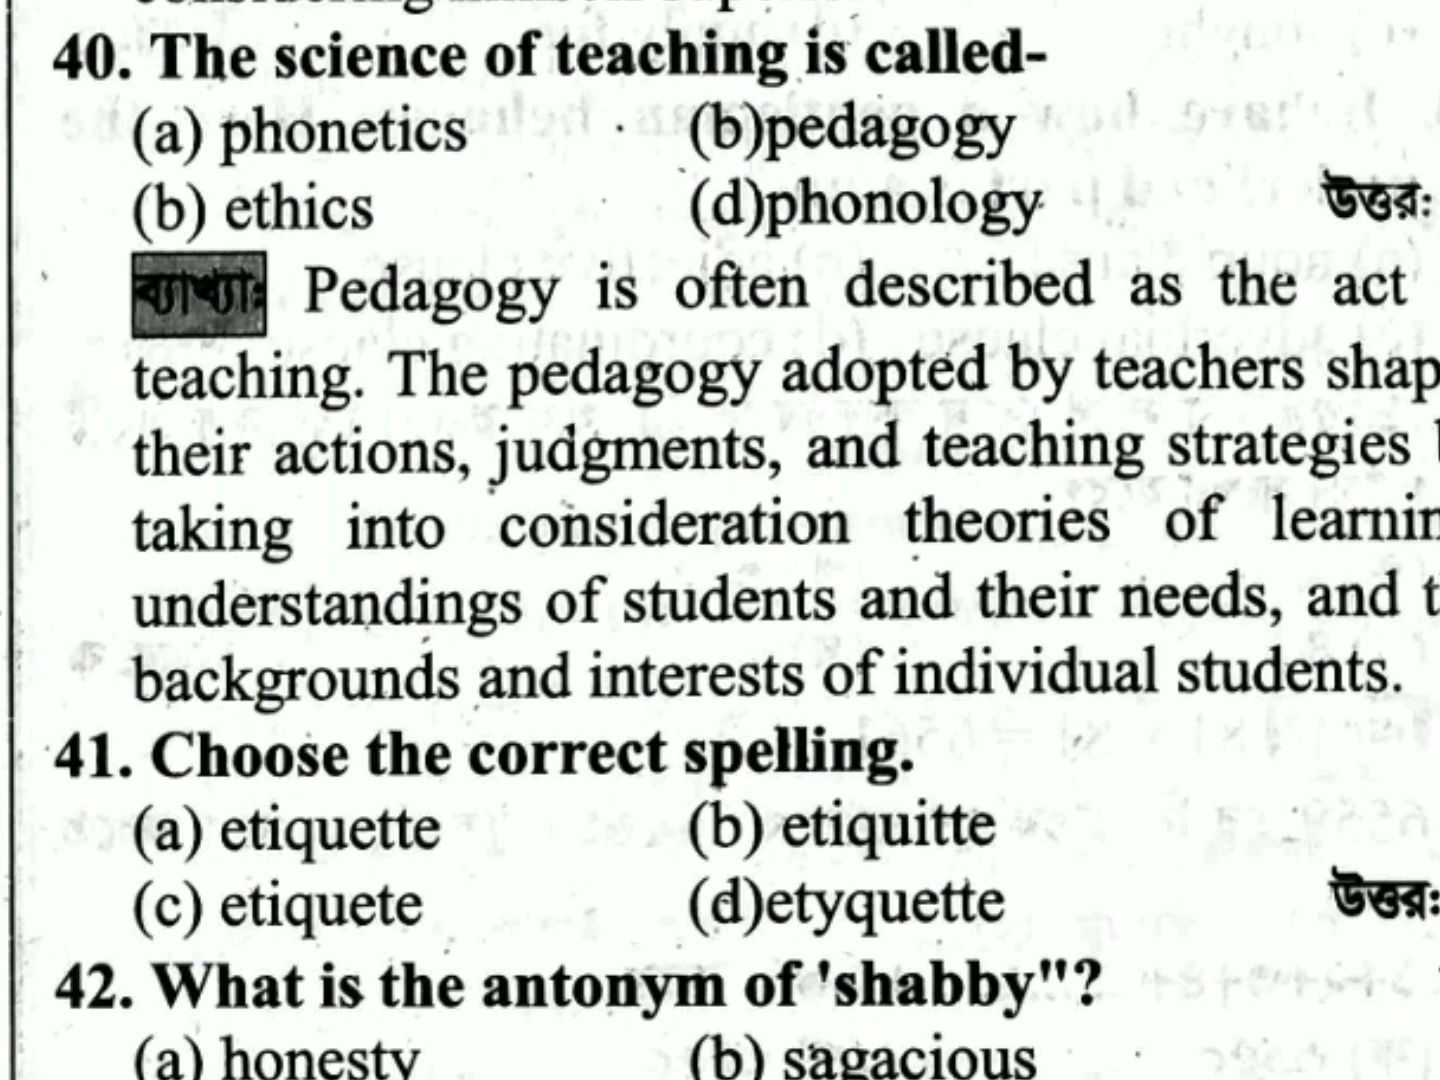 40. The science of teaching is called-
(a) phonetics (b)pedagogy
(b) ethics (d)phonology উত্তর:
ব্যাখ্যা: Pedagogy is often described as the act
teaching. The pedagogy adopted by teachers shap
their actions, judgments, and teaching strategies
taking into consideration theories of learnin
understandings of students and their needs, and t
backgrounds and interests of individual students.
41. Choose the correct spelling.
(a) etiquette (b) etiquitte
(c) etiquete (d)etyquette উত্তর:
42. What is the antonym of 'shabby"?
(a) honesty (b) sagacious